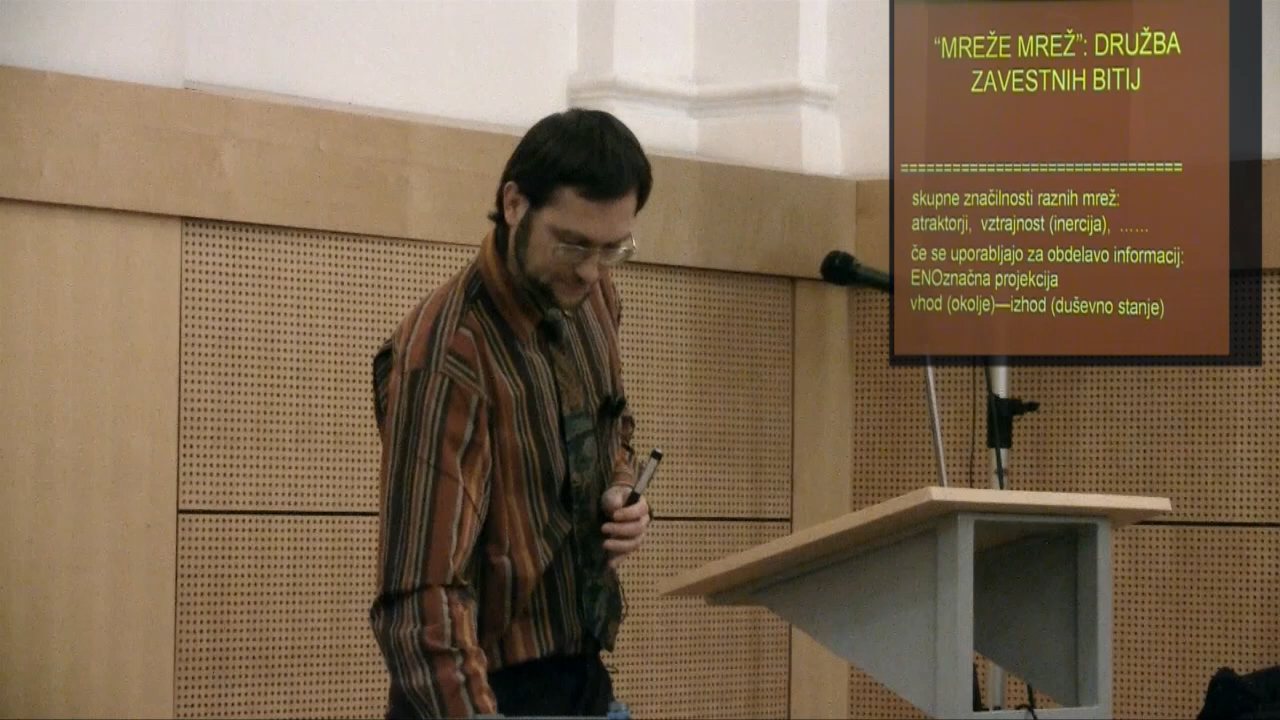 “MREŽE MREŽ”: DRUŽBA
ZAVESTNIH BITIJ
================================
skupne značilnosti raznih mrež:
atraktorji, vztrajnost (inercija), ……
če se uporabljajo za obdelavo informacij:
ENOznačna projekcija
vhod (okolje)—izhod (duševno stanje)